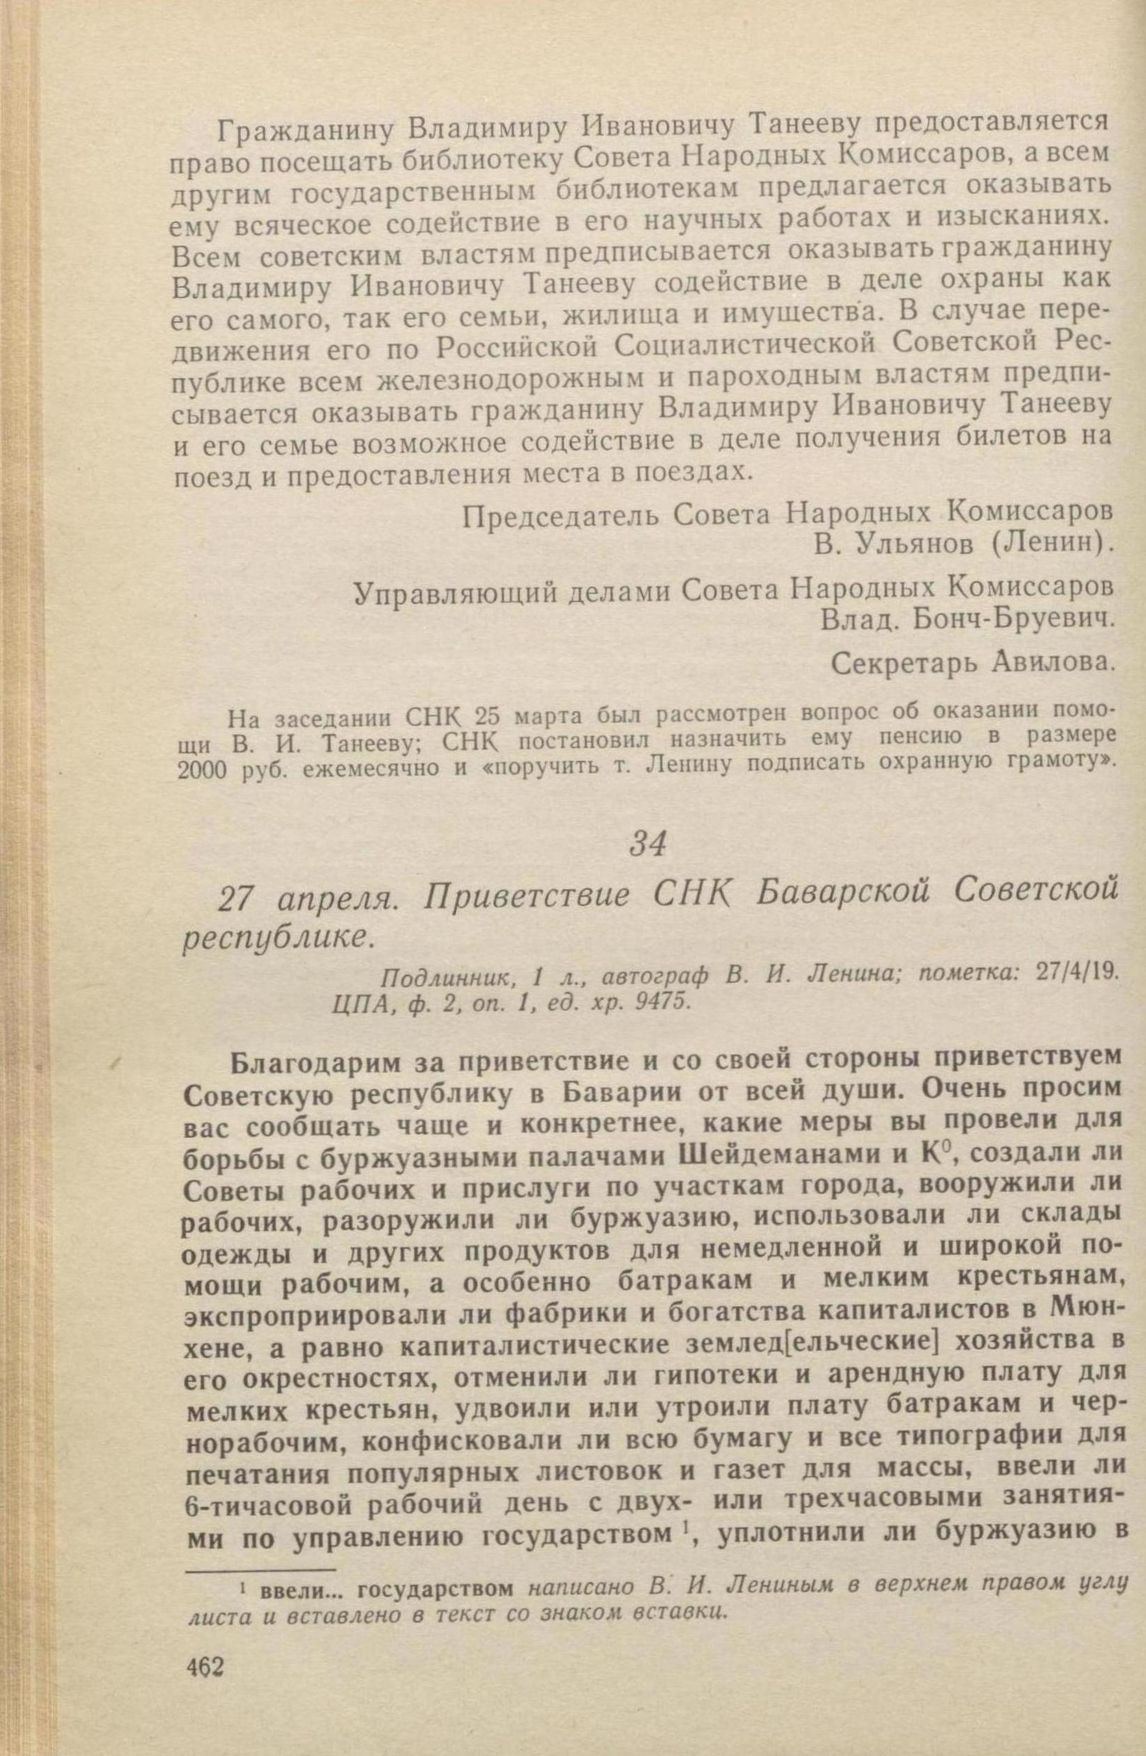 Гражданину Владимиру Ивановичу Танееву предоставляется
право посещать библиотеку Совета Народных Комиссаров, а всем
другим государственным библиотекам предлагается оказывать
ему всяческое содействие в его научных работах и изысканиях.
Всем советским властям предписывается оказывать гражданину
Владимиру Ивановичу Танееву содействие в деле охраны как
его самого, так его семьи, жилища и имущества. В случае пере-
движения его по Российской Социалистической Советской Рес-
публике всем железнодорожным и пароходным властям предпи-
сывается оказывать гражданину Владимиру Ивановичу Танееву
и его семье возможное содействие в деле получения билетов на
поезд и предоставления места в поездах.
Председатель Совета Народных Комиссаров
В. Ульянов (Ленин).
Управляющий делами Совета Народных Комиссаров
Влад. Бонч-Бруевич.
Секретарь Авилова.
На заседании СНК 25 марта был рассмотрен вопрос об оказании помо-
щи В. И. Танееву; СНК постановил назначить ему пенсию в размере
2000 руб. ежемесячно и «поручить т. Ленину подписать охранную грамоту».
34
27 апреля. Приветствие СНК Баварской Советской
республике.
Подлинник, 1 л., автограф В. И. Ленина; пометка: 27/4/19.
ЦПА, ф. 2, оп. 1, ед. хр. 9475.
Благодарим за приветствие и со своей стороны приветствуем
Советскую республику в Баварии от всей души. Очень просим
вас сообщать чаще и конкретнее, какие меры вы провели для
борьбы с буржуазными палачами Шейдеманами и К⁰, создали ли
Советы рабочих и прислуги по участкам города, вооружили ли
рабочих, разоружили ли буржуазию, использовали ли склады
одежды и других продуктов для немедленной и широкой по-
мощи рабочим, а особенно батракам и мелким крестьянам,
экспроприировали ли фабрики и богатства капиталистов в Мюн-
хене, а равно капиталистические землед[ельческие] хозяйства в
его окрестностях, отменили ли гипотеки и арендную плату для
мелких крестьян, удвоили или утроили плату батракам и чер-
норабочим, конфисковали ли всю бумагу и все типографии для
печатания популярных листовок и газет для массы, ввели ли
6-тичасовой рабочий день с двух- или трехчасовыми занятия-
ми по управлению государством ¹, уплотнили ли буржуазию в
¹ ввели... государством написано В. И. Лениным в верхнем правом углу
листа и вставлено в текст со знаком вставки.
462